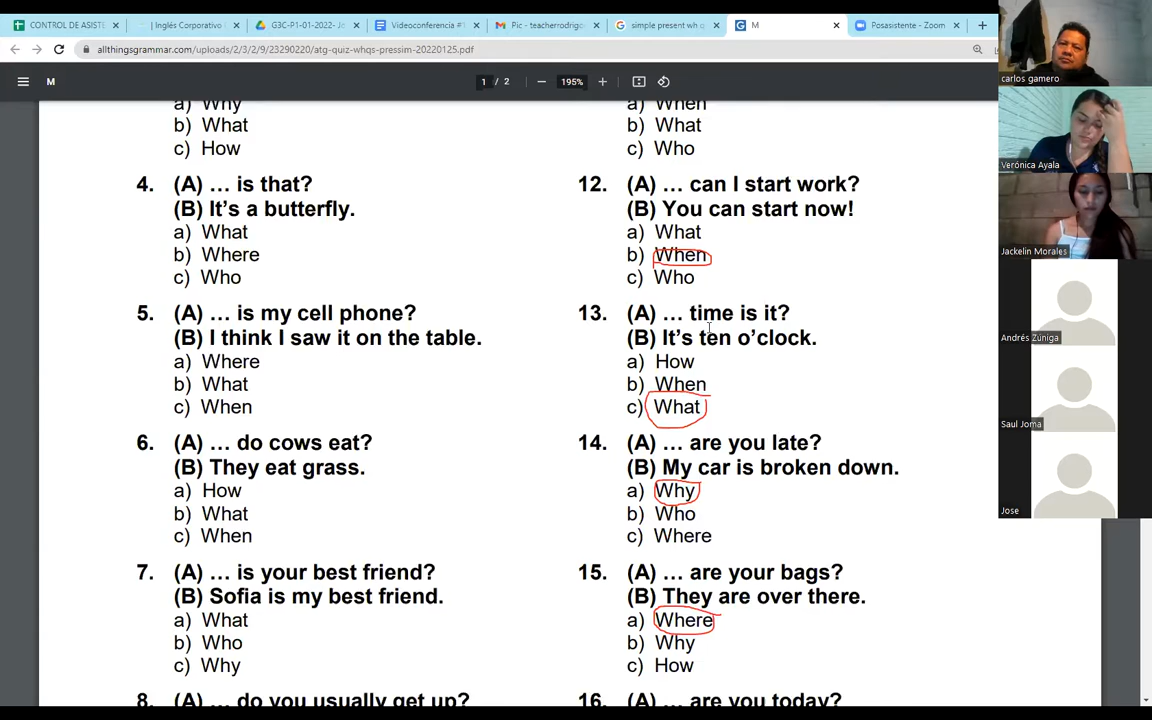 CONTROL DE ASISTE
| Inglés Corporativo I
G3C-P1-01-2022- Jo
Videoconferencia #1
Pic - teacherrodrigo
simple present wh q
M
Posasistente - Zoom
allthingsgrammar.com/uploads/2/3/2/9/23290220/atg-quiz-whqs-pressim-20220125.pdf
M
1 / 2
195%
a) Why
b) What
c) How
4. (A) … is that?
(B) It's a butterfly.
a) What
b) Where
c) Who
5. (A) … is my cell phone?
(B) I think I saw it on the table.
a) Where
b) What
c) When
6. (A) … do cows eat?
(B) They eat grass.
a) How
b) What
c) When
7. (A) … is your best friend?
(B) Sofia is my best friend.
a) What
b) Who
c) Why
8. (A) … do you usually get up?
a) When
b) What
c) Who
12. (A) … can I start work?
(B) You can start now!
a) What
b) When
c) Who
13. (A) … time is it?
(B) It's ten o'clock.
a) How
b) When
c) What
14. (A) … are you late?
(B) My car is broken down.
a) Why
b) Who
c) Where
15. (A) … are your bags?
(B) They are over there.
a) Where
b) Why
c) How
16. (A) … are you today?
carlos gamero
Verónica Ayala
Jackelin Morales
Andrés Zúniga
Saul Joma
Jose